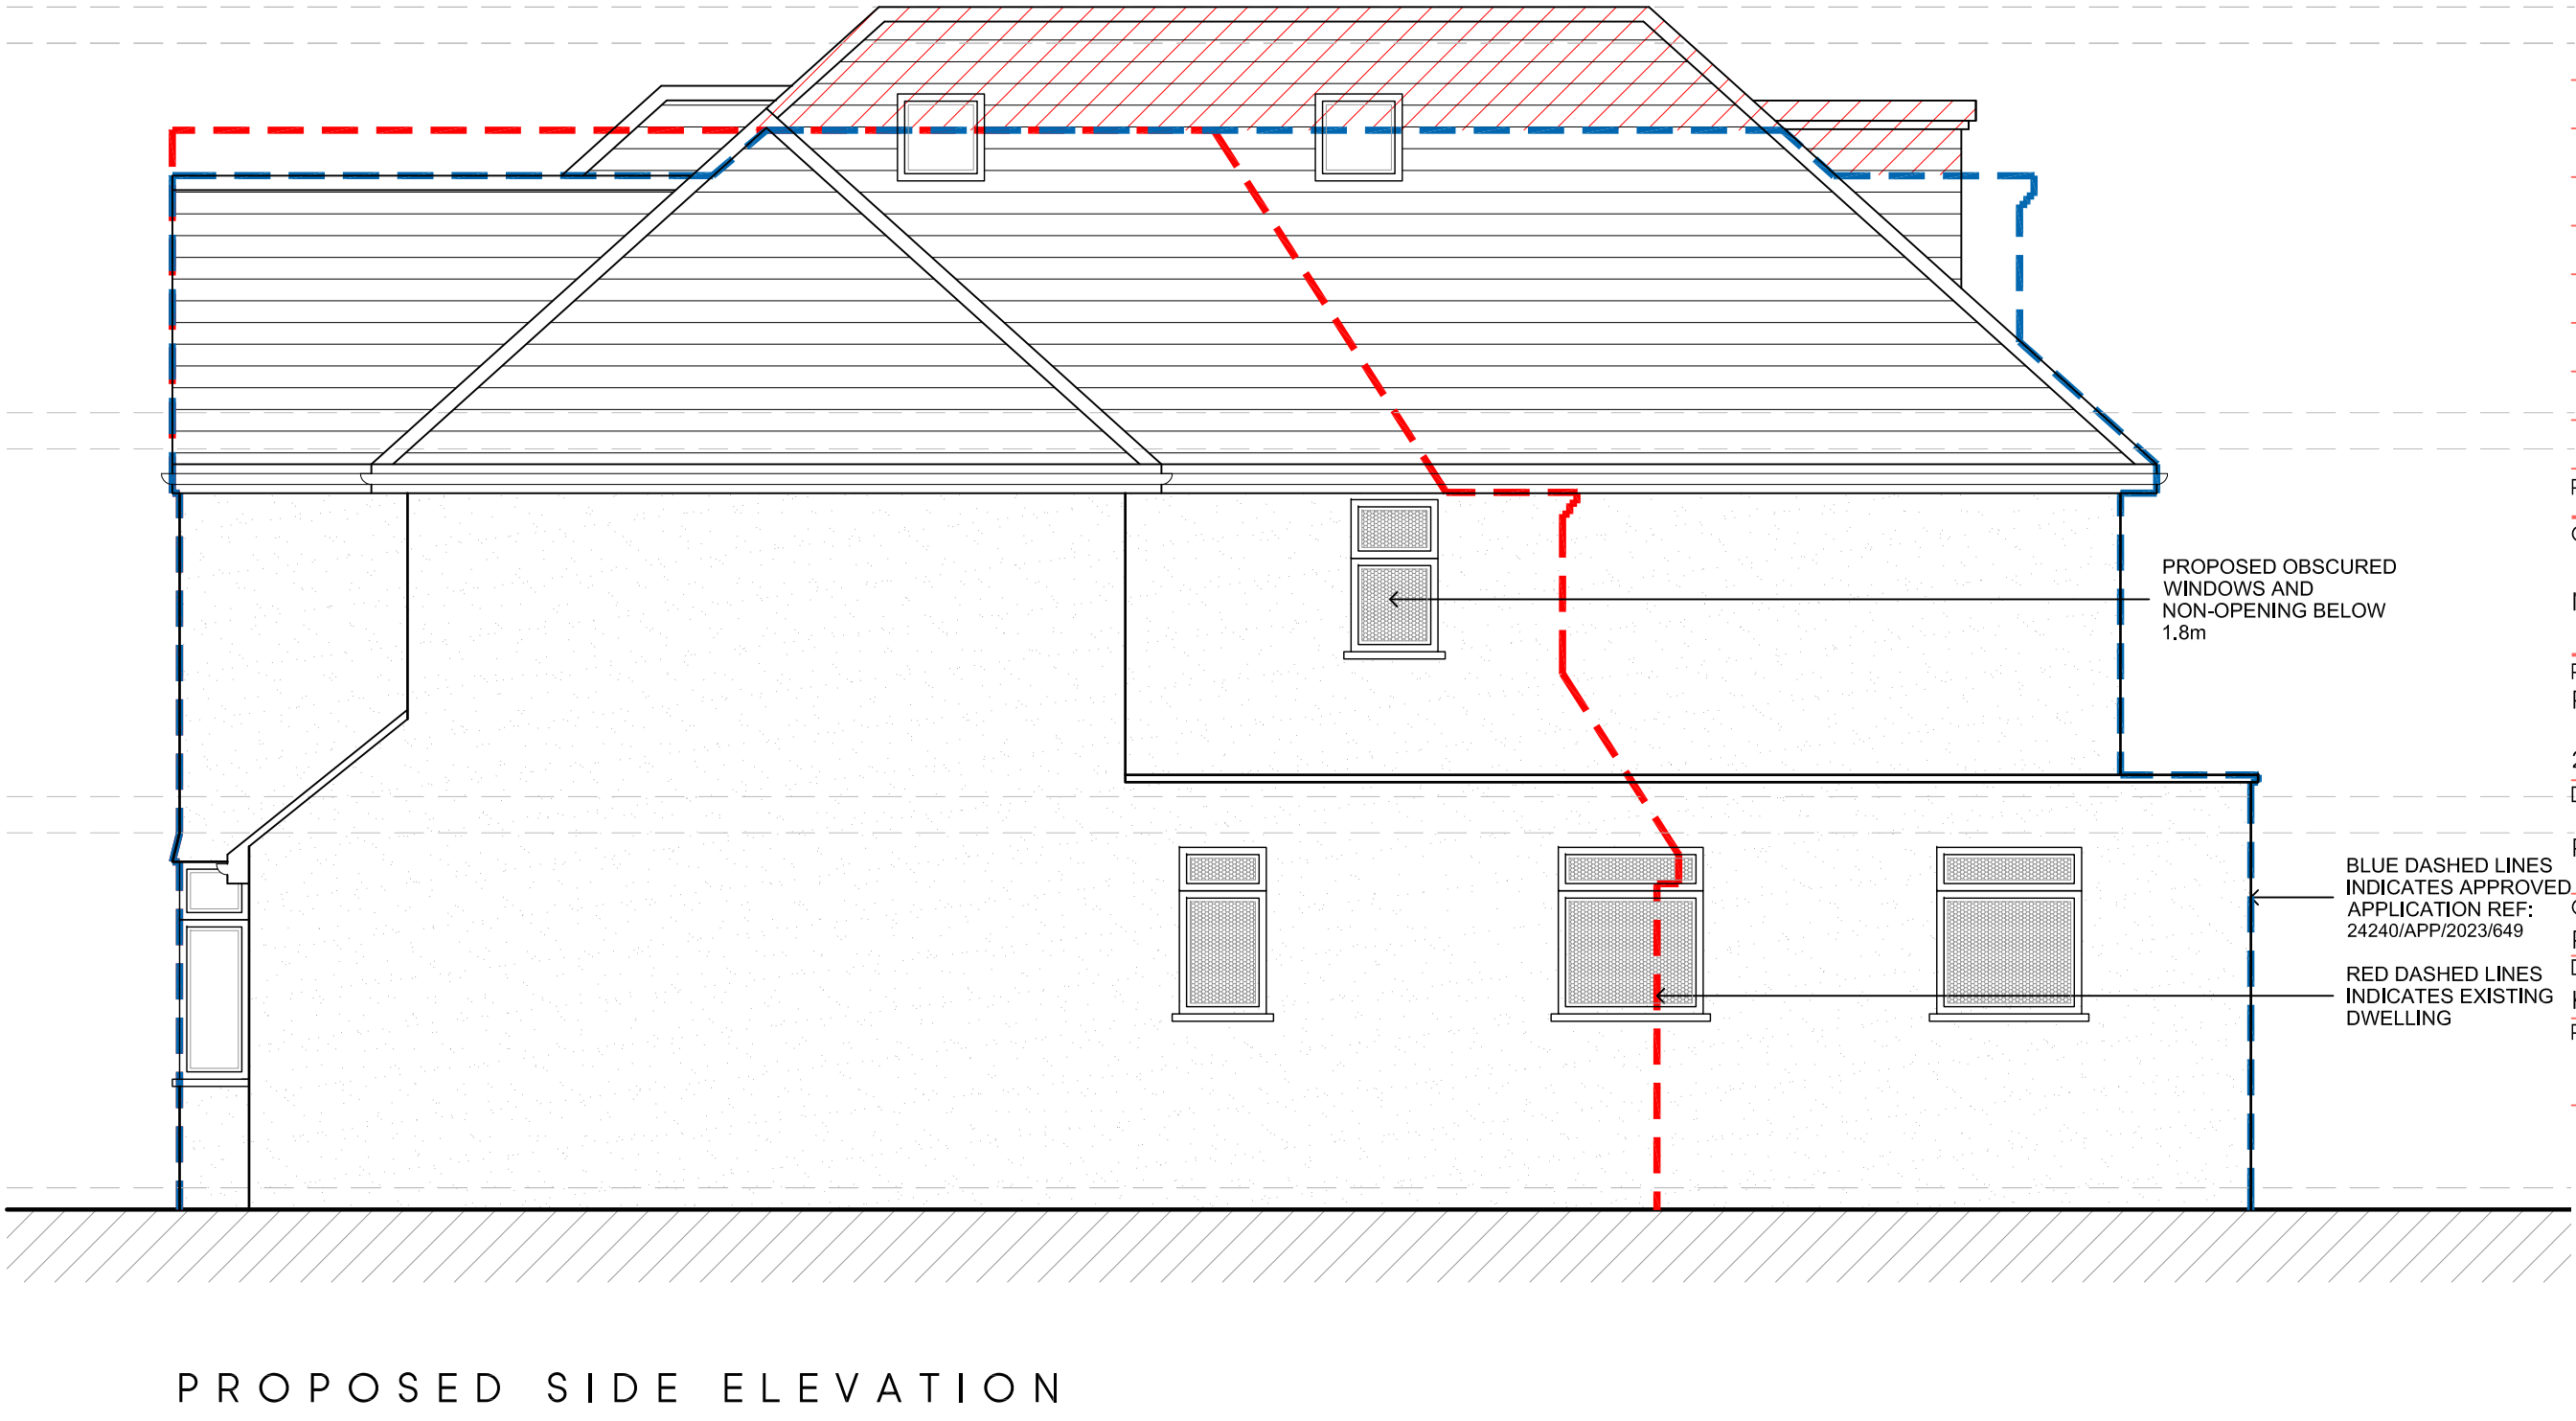 PROPOSED OBSCURED
WINDOWS AND
NON-OPENING BELOW
1.8m
BLUE DASHED LINES
INDICATES APPROVED
APPLICATION REF:
24240/APP/2023/649
RED DASHED LINES
INDICATES EXISTING
DWELLING
PROPOSED SIDE ELEVATION